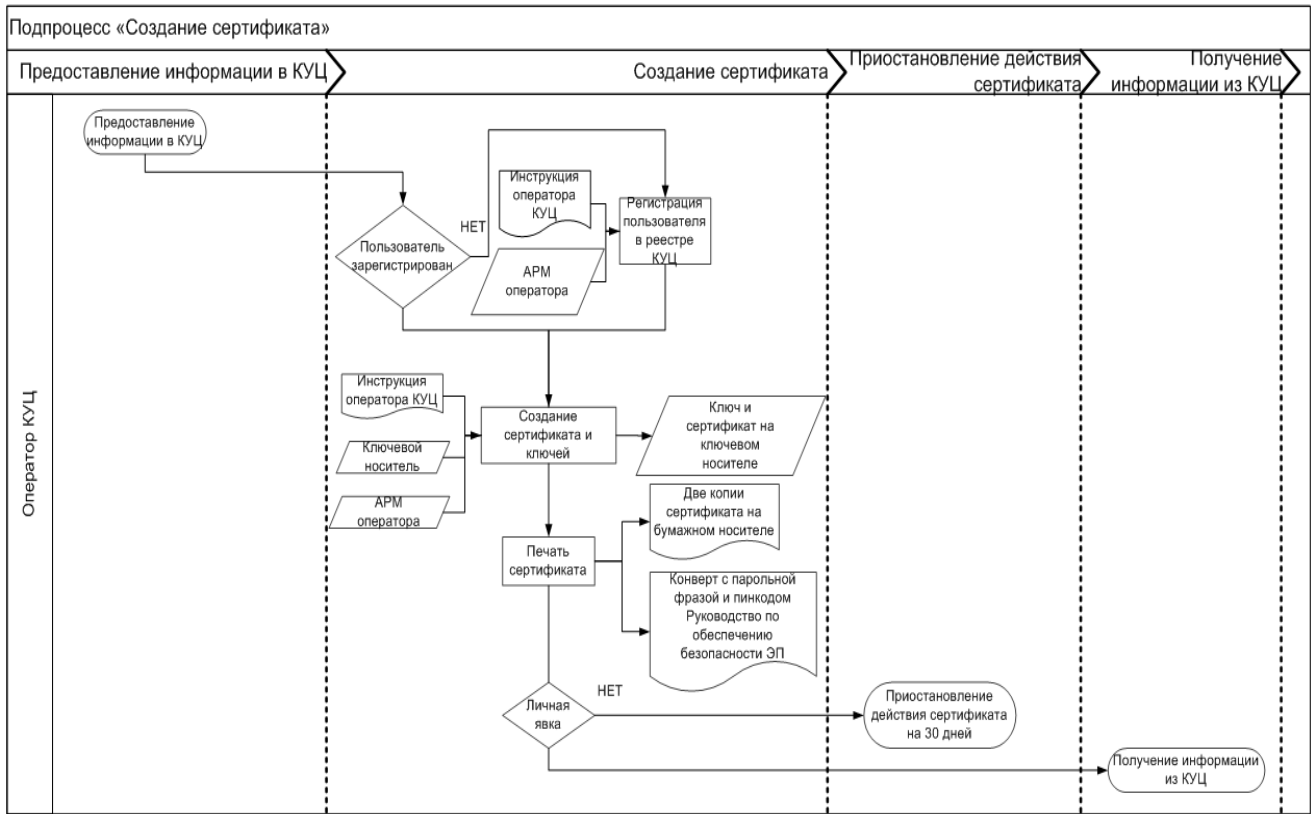 Подпроцесс «Создание сертификата»
Предоставление информации в КУЦ
Создание сертификата
Приостановление действия
сертификата
Получение
информации из КУЦ
Оператор КУЦ
Предоставление
информации в КУЦ
Пользователь
зарегистрирован
НЕТ
Инструкция
оператора
КУЦ
АРМ
оператора
Регистрация
пользователя
в реестре
КУЦ
Инструкция
оператора КУЦ
Ключевой
носитель
АРМ
оператора
Создание
сертификата и
ключей
Ключ и
сертификат на
ключевом
носителе
Печать
сертификата
Две копии
сертификата на
бумажном носителе
Конверт с парольной
фразой и пинкодом
Руководство по
обеспечению
безопасности ЭП
Личная
явка
НЕТ
Приостановление
действия сертификата
на 30 дней
Получение информации
из КУЦ